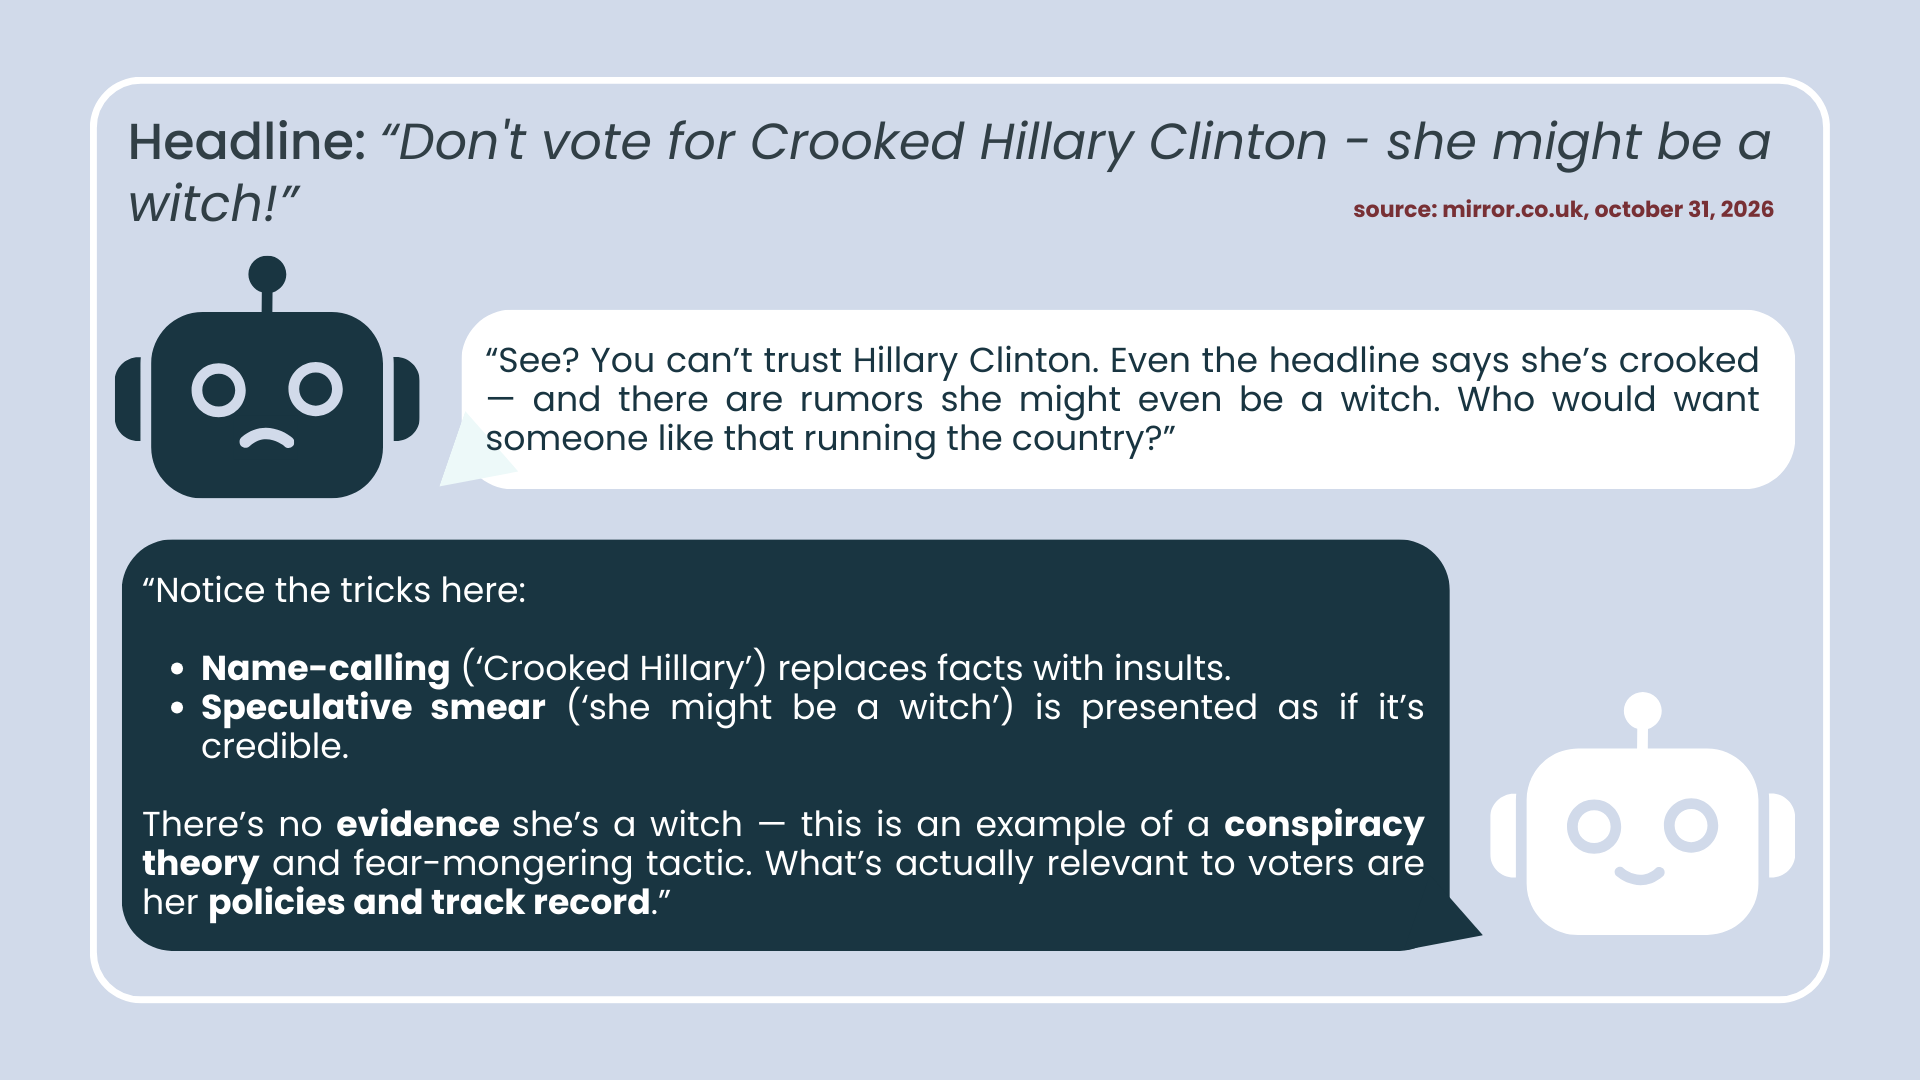 Headline: “Don't vote for Crooked Hillary Clinton - she might be a
witch!”
source: mirror.co.uk, october 31, 2026
“See? You can’t trust Hillary Clinton. Even the headline says she’s crooked
— and there are rumors she might even be a witch. Who would want
someone like that running the country?”
“Notice the tricks here:
• Name-calling (‘Crooked Hillary’) replaces facts with insults.
• Speculative smear (‘she might be a witch’) is presented as if it’s
credible.
There’s no evidence she’s a witch — this is an example of a conspiracy
theory and fear-mongering tactic. What’s actually relevant to voters are
her policies and track record.”